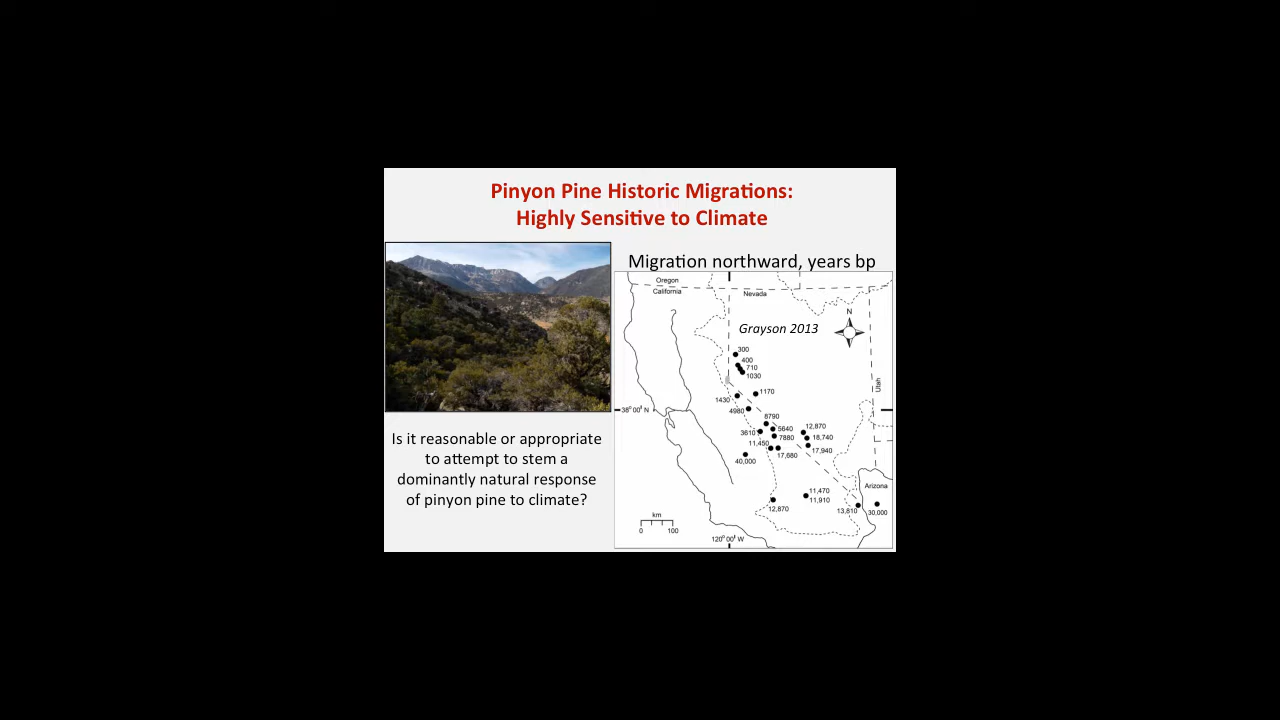 Pinyon Pine Historic Migrations:
Highly Sensitive to Climate
Migration northward, years bp
Is it reasonable or appropriate
to attempt to stem a
dominantly natural response
of pinyon pine to climate?
Oregon
California
Nevada
N
Grayson 2013
300
400
710
1030
Utah
1170
1430
38°00' N
4980
8790
3610
5640
12,870
7880
18,740
11,450
17,940
17,680
40,000
Arizona
11,470
11,910
12,870
13,810
30,000
km
0 100
120°00' W